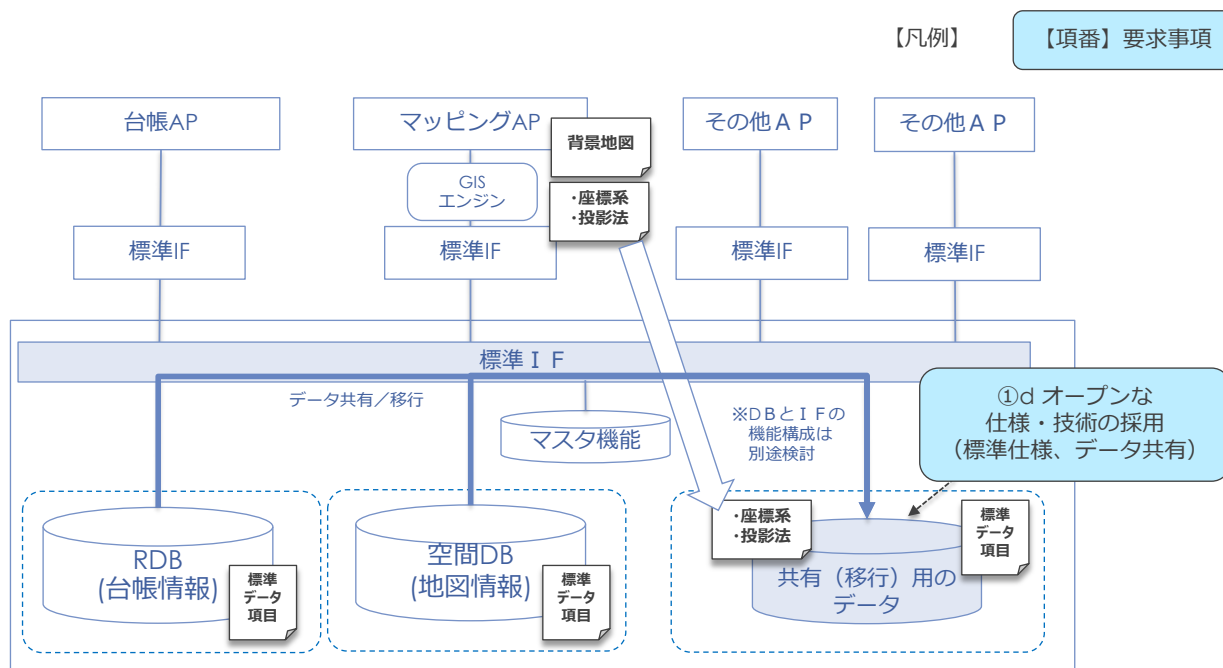 【凡例】
【項番】要求事項
台帳AP
マッピングAP
その他ＡＰ
その他ＡＰ
背景地図
GIS
エンジン
・座標系
・投影法
標準IF
標準IF
標準IF
標準IF
標準ＩＦ
データ共有／移行
マスタ機能
※ＤＢとＩＦの
機能構成は
別途検討
①d オープンな
仕様・技術の採用
（標準仕様、データ共有）
RDB
(台帳情報)
標準
データ
項目
空間DB
(地図情報)
標準
データ
項目
・座標系
・投影法
標準
データ
項目
共有（移行）用の
データ